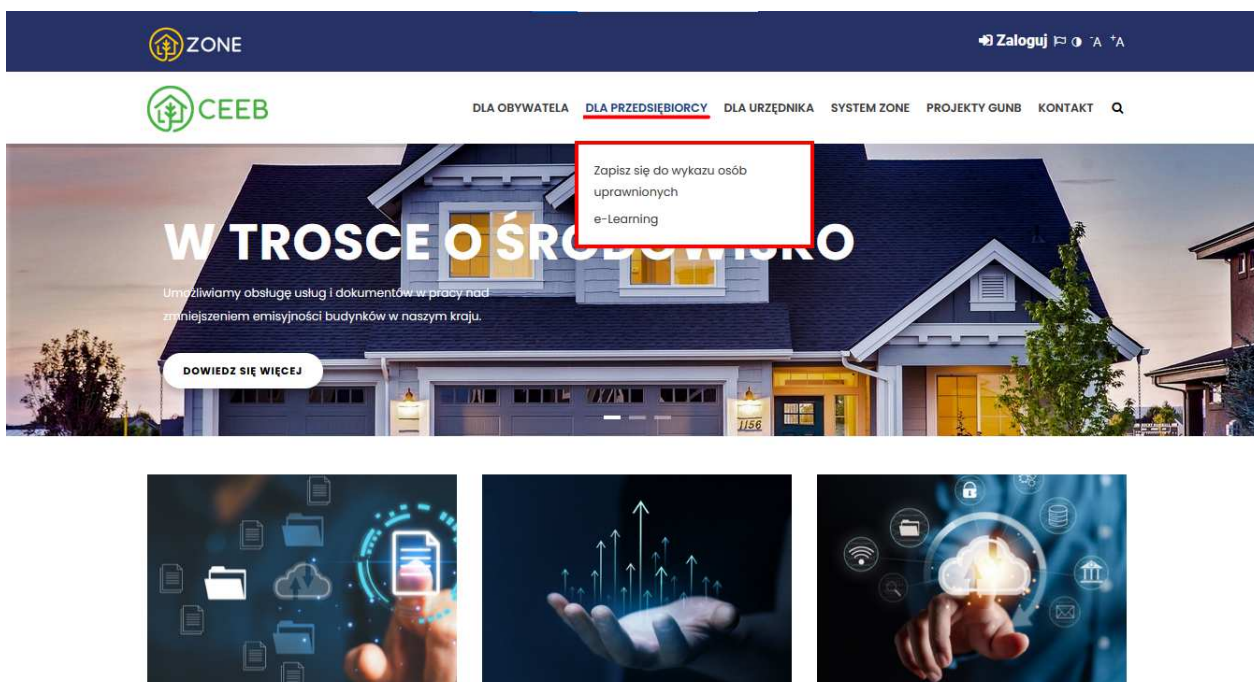 ZONE
Zaloguj -A +A
CEEB
DLA OBYWATELA DLA PRZEDSIĘBIORCY DLA URZĘDNIKA SYSTEM ZONE PROJEKTY GUNB KONTAKT
Zapisz się do wykazu osób
uprawnionych
e-Learning
W TROSCE O ŚRODOWISKO
Umożliwiamy obsługę usług i dokumentów w pracy nad
zmniejszeniem emisyjności budynków w naszym kraju.
DOWIEDZ SIĘ WIĘCEJ
1156